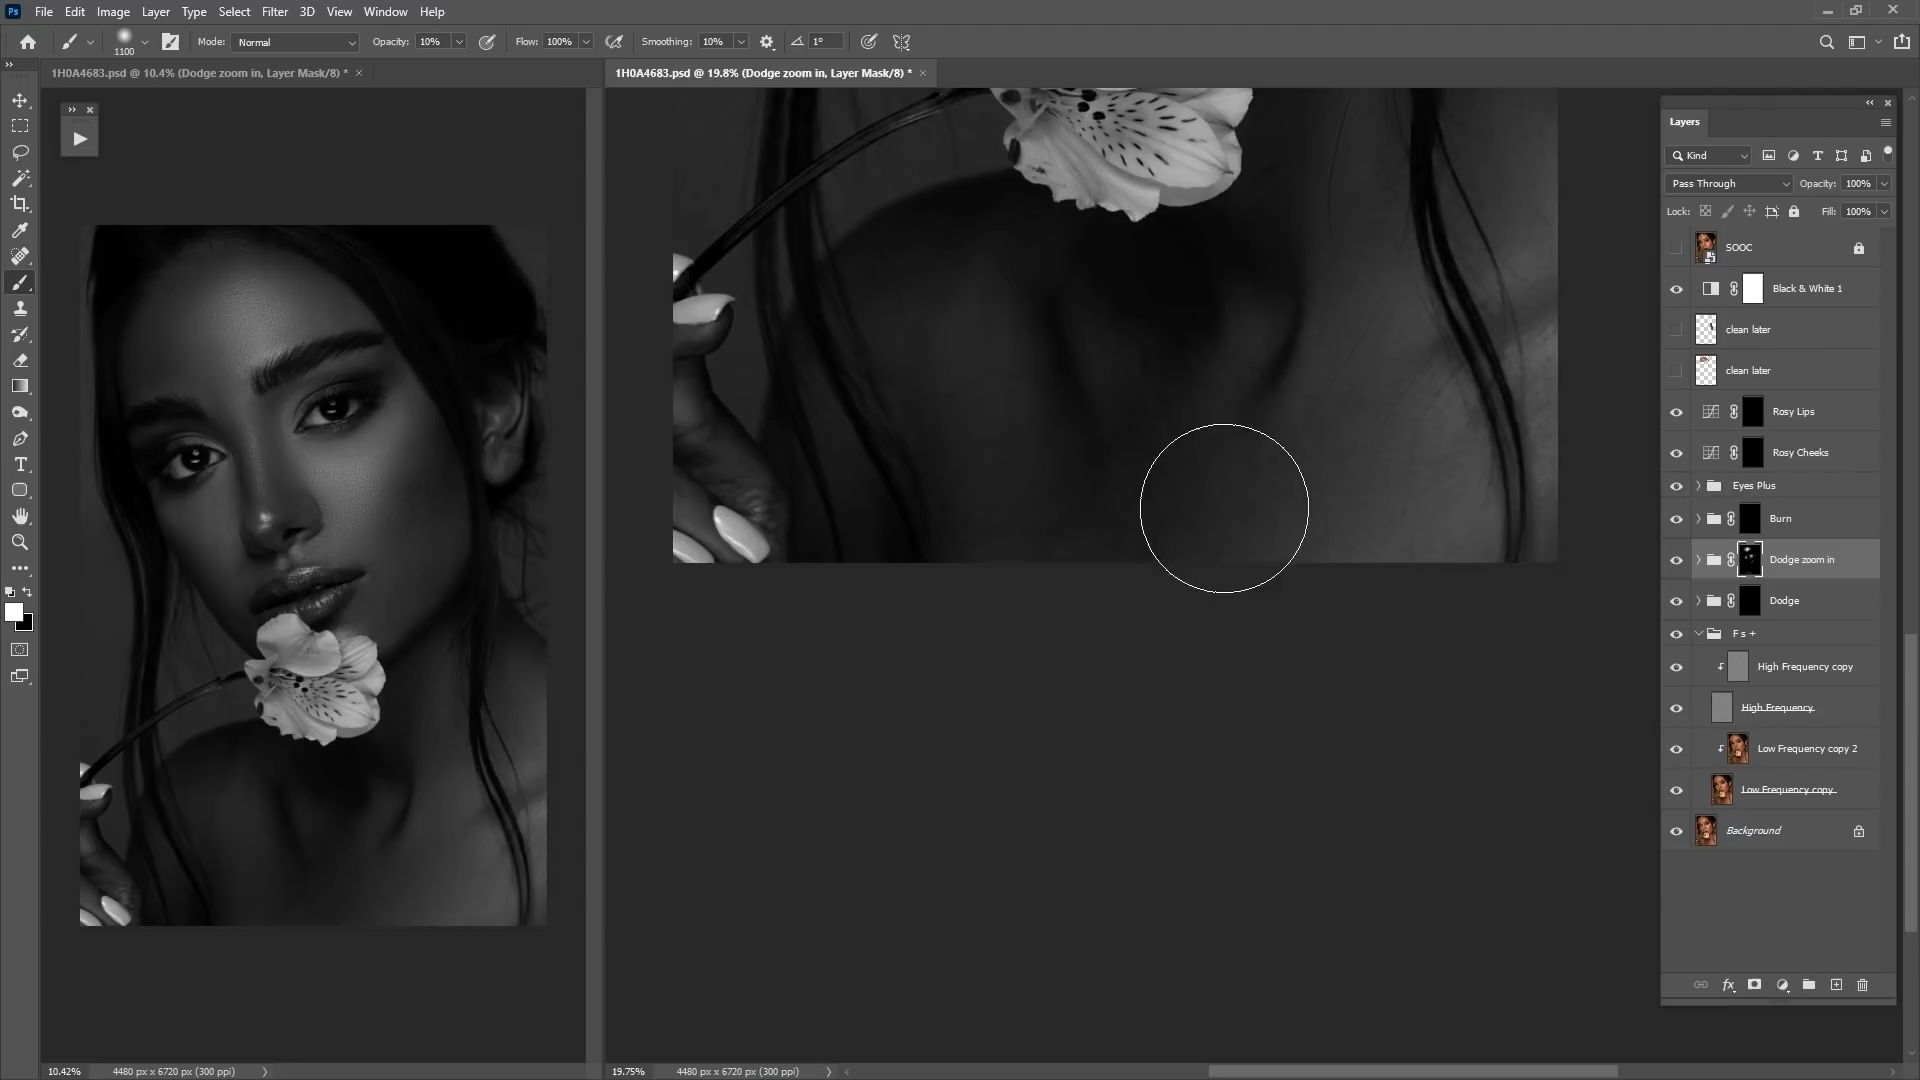 Ps File Edit Image Layer Type Select Filter 3D View Window Help
1100 Mode: Normal Opacity: 10% Flow: 100% Smoothing: 10% 1°
1H0A4683.psd @ 10.4% (Dodge zoom in, Layer Mask/8) * ×
1H0A4683.psd @ 19.8% (Dodge zoom in, Layer Mask/8) * ×
Layers
Kind
Pass Through Opacity: 100%
Lock: Fill: 100%
SOOC
Black & White 1
clean later
clean later
Rosy Lips
Rosy Cheeks
Eyes Plus
Burn
Dodge zoom in
Dodge
F s +
High Frequency copy
High Frequency
Low Frequency copy 2
Low Frequency copy
Background
fx
10.42% 4480 px x 6720 px (300 ppi)
19.75% 4480 px x 6720 px (300 ppi)